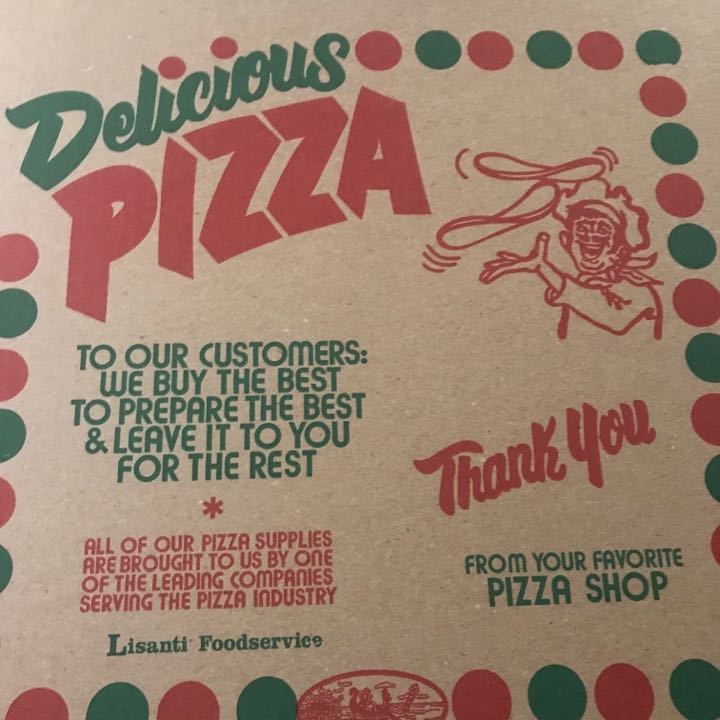 Delicious
PIZZA
TO OUR CUSTOMERS:
WE BUY THE BEST
TO PREPARE THE BEST
& LEAVE IT TO YOU
FOR THE REST
*
ALL OF OUR PIZZA SUPPLIES
ARE BROUGHT TO US BY ONE
OF THE LEADING COMPANIES
SERVING THE PIZZA INDUSTRY
Lisanti Foodservice
Thank You
FROM YOUR FAVORITE
PIZZA SHOP